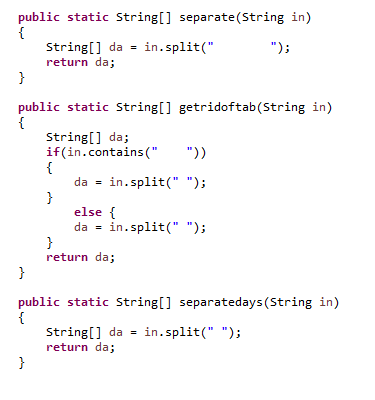 public static String[] separate(String in)
{
    String[] da = in.split("        ");
    return da;
}
public static String[] getridoftab(String in)
{
    String[] da;
    if(in.contains("    "))
    {
        da = in.split(" ");
    }
        else {
        da = in.split(" ");
    }
    return da;
}
public static String[] separatedays(String in)
{
    String[] da = in.split(" ");
    return da;
}